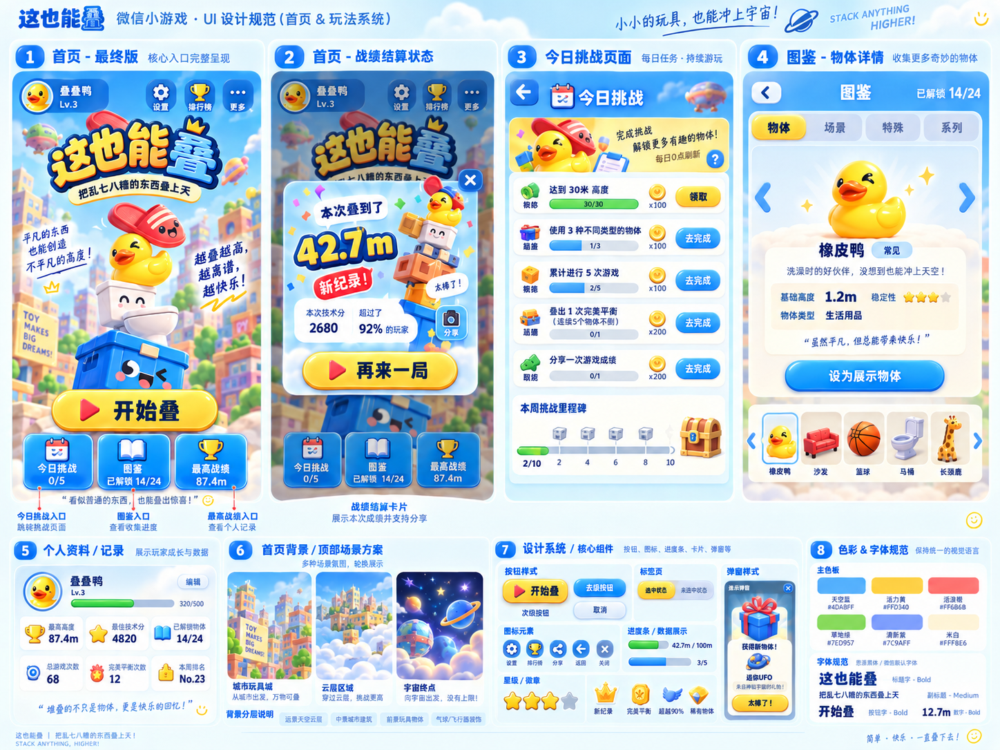 这也能叠
微信小游戏 · UI 设计规范(首页 & 玩法系统)
小小的玩具,也能冲上宇宙!
STACK ANYTHING
HIGHER!
1 首页 - 最终版 核心入口完整呈现
叠叠鸭
Lv.3
设置
排行榜
更多
这也能叠
把乱七八糟的东西叠上天
平凡的东西
也能创造
不平凡的高度!
越叠越高,
越离谱,
越快乐!
TOY
MAKES
BIG
DREAMS!
开始叠
今日挑战
0/5
图鉴
已解锁 14/24
最高战绩
87.4m
“看似普通的东西,也能叠出惊喜!”
今日挑战入口
跳转挑战页面
图鉴入口
查看收集进度
最高战绩入口
查看个人记录
2 首页 - 战绩结算状态
叠叠鸭
Lv.3
设置
排行榜
更多
这也能叠
本次叠到了
42.7m
新纪录!
太棒了!
本次技术分
2680
超过了
92% 的玩家
分享
再来一局
今日挑战
0/5
图鉴
已解锁 14/24
最高战绩
87.4m
战绩结算卡片
展示本次成绩并支持分享
3 今日挑战页面 每日任务 · 持续游玩
今日挑战
完成挑战
解锁更多有趣的物体!
每日0点刷新
?
达到 30米 高度
30/30
x100
领取
使用 3 种不同类型的物体
1/3
x100
去完成
累计进行 5 次游戏
2/5
x100
去完成
叠出 1 次完美平衡
(连续5个物体不倒)
0/1
x200
去完成
分享一次游戏成绩
0/1
x200
去完成
本周挑战里程碑
2/10
2
4
6
8
10
4 图鉴 - 物体详情 收集更多奇妙的物体
图鉴
已解锁 14/24
物体
场景
特殊
系列
橡皮鸭 常见
洗澡时的好伙伴,没想到也能冲上天空!
基础高度 1.2m 稳定性
物体类型 生活用品
“虽然平凡,但总能带来快乐!”
设为展示物体
橡皮鸭
沙发
篮球
马桶
长颈鹿
5 个人资料 / 记录 展示玩家成长与数据
叠叠鸭
Lv.3
编辑
320/500
最高高度
87.4m
最佳技术分
4820
已解锁物体
14/24
总游戏次数
68
完美平衡次数
12
本周排名
No.23
“堆叠的不只是物体,更是快乐的回忆!”
6 首页背景 / 顶部场景方案
多种场景氛围,轮换展示
TOY
MAKES
BIG
DREAMS!
城市玩具城
从城市出发,万物可叠
云层区域
穿过云层,挑战更高
宇宙终点
向宇宙出发,没有上限!
背景分层说明
远景天空云层
中景城市建筑
前景玩具物体
气球/飞行器装饰
7 设计系统 / 核心组件 按钮、图标、进度条、卡片、弹窗等
按钮样式
开始叠
次级按钮
取消
标签页
选中状态
未选中状态
弹窗样式
获得新物体!
迷你UFO
太棒了!
图标元素
设置
排行榜
分享
返回
关闭
进度条 / 数据展示
42.7m / 100m
3/5
星级 / 徽章
新纪录
完美平衡
超越90%
稀有物体
8 色彩 & 字体规范 保持统一的视觉语言
主色板
天空蓝
#4DABFF
活力黄
#FFD340
#FF6B6B
草地绿
#7ED957
#7C9AFF
米白
#FFFBE6
字体规范
这也能叠 标题字 - Bold
把乱七八糟的东西叠上天 副标题 - Medium
开始叠 按钮字 - Bold
12.7m 数字 - Bold
这也能叠 | 把乱七八糟的东西叠上天!
STACK ANYTHING, HIGHER!
简单 · 快乐 · 一直叠下去!